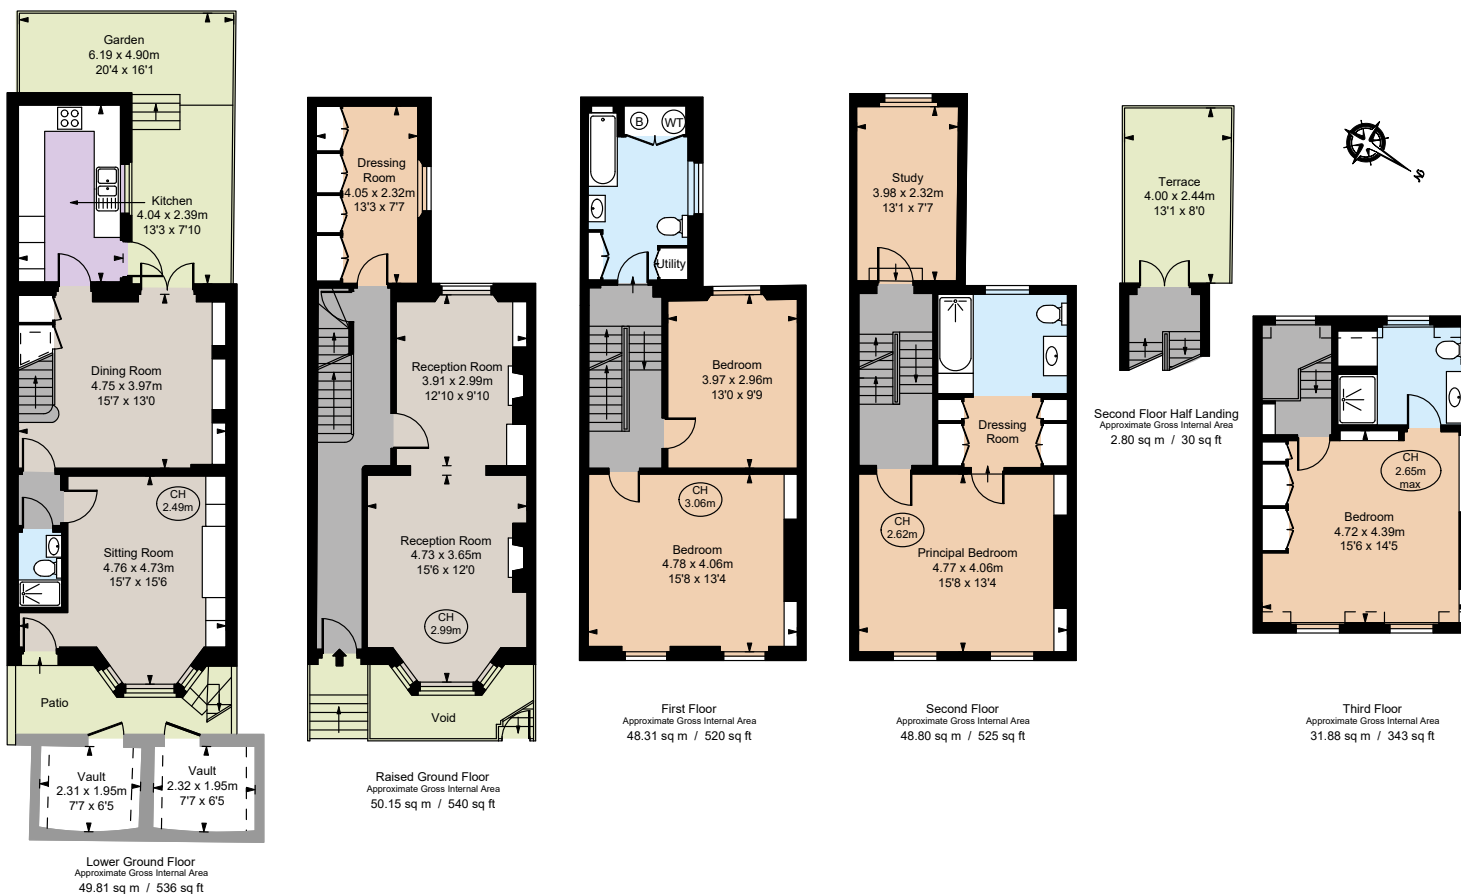 Garden
6.19 x 4.90m
20'4 x 16'1
Kitchen
4.04 x 2.39m
13'3 x 7'10
Dining Room
4.75 x 3.97m
15'7 x 13'0
CH
2.49m
Sitting Room
4.76 x 4.73m
15'7 x 15'6
Patio
Vault
2.31 x 1.95m
7'7 x 6'5
Vault
2.32 x 1.95m
7'7 x 6'5
Lower Ground Floor
Approximate Gross Internal Area
49.81 sq m / 536 sq ft
Dressing
Room
4.05 x 2.32m
13'3 x 7'7
Reception Room
3.91 x 2.99m
12'10 x 9'10
Reception Room
4.73 x 3.65m
15'6 x 12'0
CH
2.99m
Void
Raised Ground Floor
Approximate Gross Internal Area
50.15 sq m / 540 sq ft
B
WT
Utility
Bedroom
3.97 x 2.96m
13'0 x 9'9
CH
3.06m
Bedroom
4.78 x 4.06m
15'8 x 13'4
First Floor
Approximate Gross Internal Area
48.31 sq m / 520 sq ft
Study
3.98 x 2.32m
13'1 x 7'7
Dressing
Room
CH
2.62m
Principal Bedroom
4.77 x 4.06m
15'8 x 13'4
Second Floor
Approximate Gross Internal Area
48.80 sq m / 525 sq ft
Terrace
4.00 x 2.44m
13'1 x 8'0
Second Floor Half Landing
Approximate Gross Internal Area
2.80 sq m / 30 sq ft
N
CH
2.65m
max
Bedroom
4.72 x 4.39m
15'6 x 14'5
Third Floor
Approximate Gross Internal Area
31.88 sq m / 343 sq ft